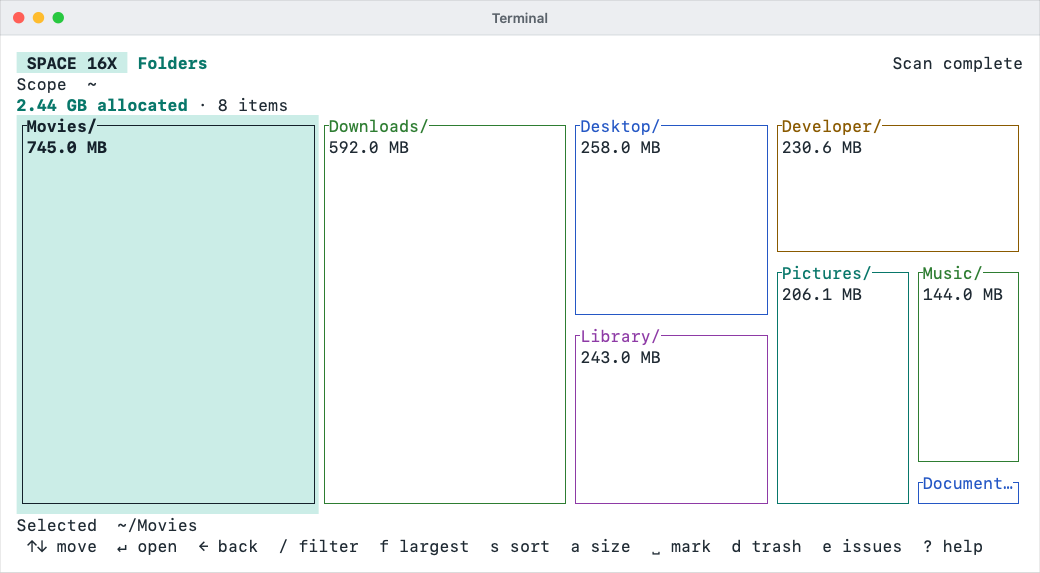 Terminal
SPACE 16X Folders Scan complete
Scope ~
2.44 GB allocated · 8 items
Movies/ Downloads/ Desktop/ Developer/
745.0 MB 592.0 MB 258.0 MB 230.6 MB
Pictures/ Music/
206.1 MB 144.0 MB
Library/
243.0 MB
Document…
Selected ~/Movies
↑↓ move ↵ open ← back / filter f largest s sort a size ␣ mark d trash e issues ? help